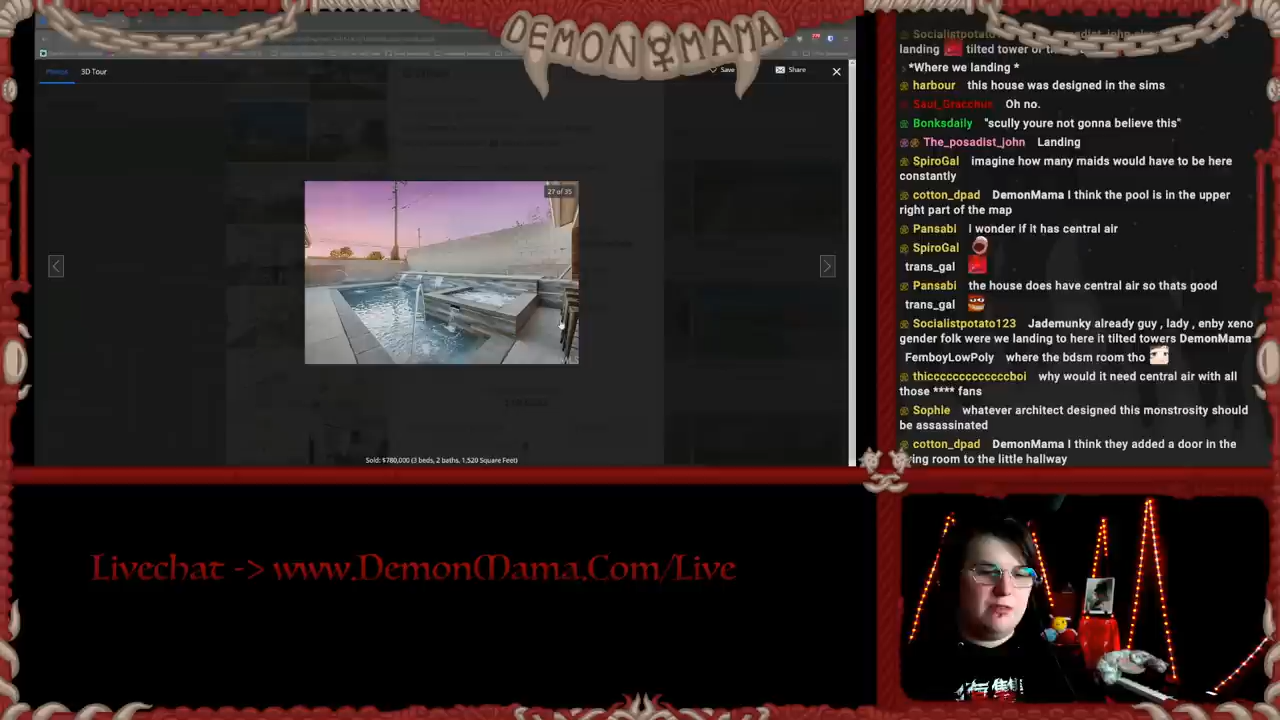 DEMON MAMA
Photos
3D Tour
Save
Share
27 of 35
Sold: $780,000 (3 beds, 2 baths, 1,520 Square Feet)
Livechat -> www.DemonMama.Com/Live
landing tilted tower or
*Where we landing *
harbour this house was designed in the sims
Saul_Gracchus Oh no.
Bonksdaily "scully youre not gonna believe this"
The_posadist_john Landing
SpiroGal imagine how many maids would have to be here
constantly
cotton_dpad DemonMama I think the pool is in the upper
right part of the map
Pansabi I wonder if it has central air
SpiroGal
trans_gal
Pansabi the house does have central air so thats good
trans_gal
Socialistpotato123 Jademunky already guy , lady , enby xeno
gender folk were we landing to here it tilted towers DemonMama
FemboyLowPoly where the bdsm room tho
thicccccccccccccboi why would it need central air with all
those **** fans
Sophie whatever architect designed this monstrosity should
be assassinated
cotton_dpad DemonMama I think they added a door in the
room to the little hallway